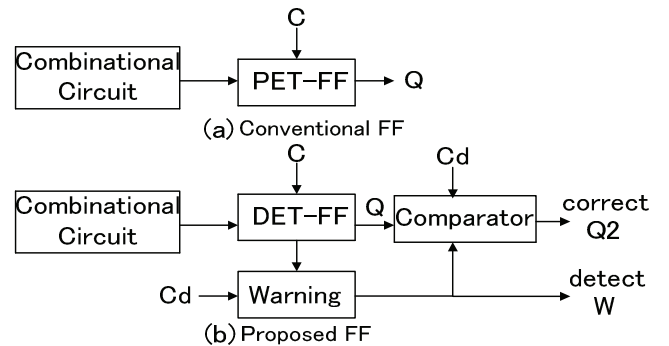 C
Combinational
Circuit
PET-FF
Q
(a) Conventional FF
C
Cd
Combinational
Circuit
DET-FF
Q
Comparator
correct
Q2
Cd
Warning
detect
W
(b) Proposed FF